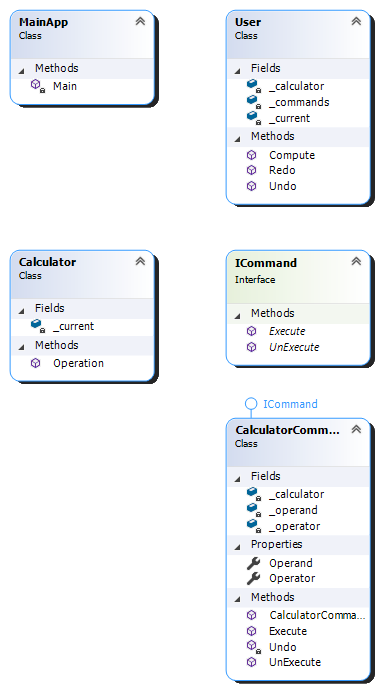 MainApp
Class
Methods
Main
User
Class
Fields
_calculator
_commands
_current
Methods
Compute
Redo
Undo
Calculator
Class
Fields
_current
Methods
Operation
ICommand
Interface
Methods
Execute
UnExecute
ICommand
CalculatorComm...
Class
Fields
_calculator
_operand
_operator
Properties
Operand
Operator
Methods
CalculatorComma...
Execute
Undo
UnExecute